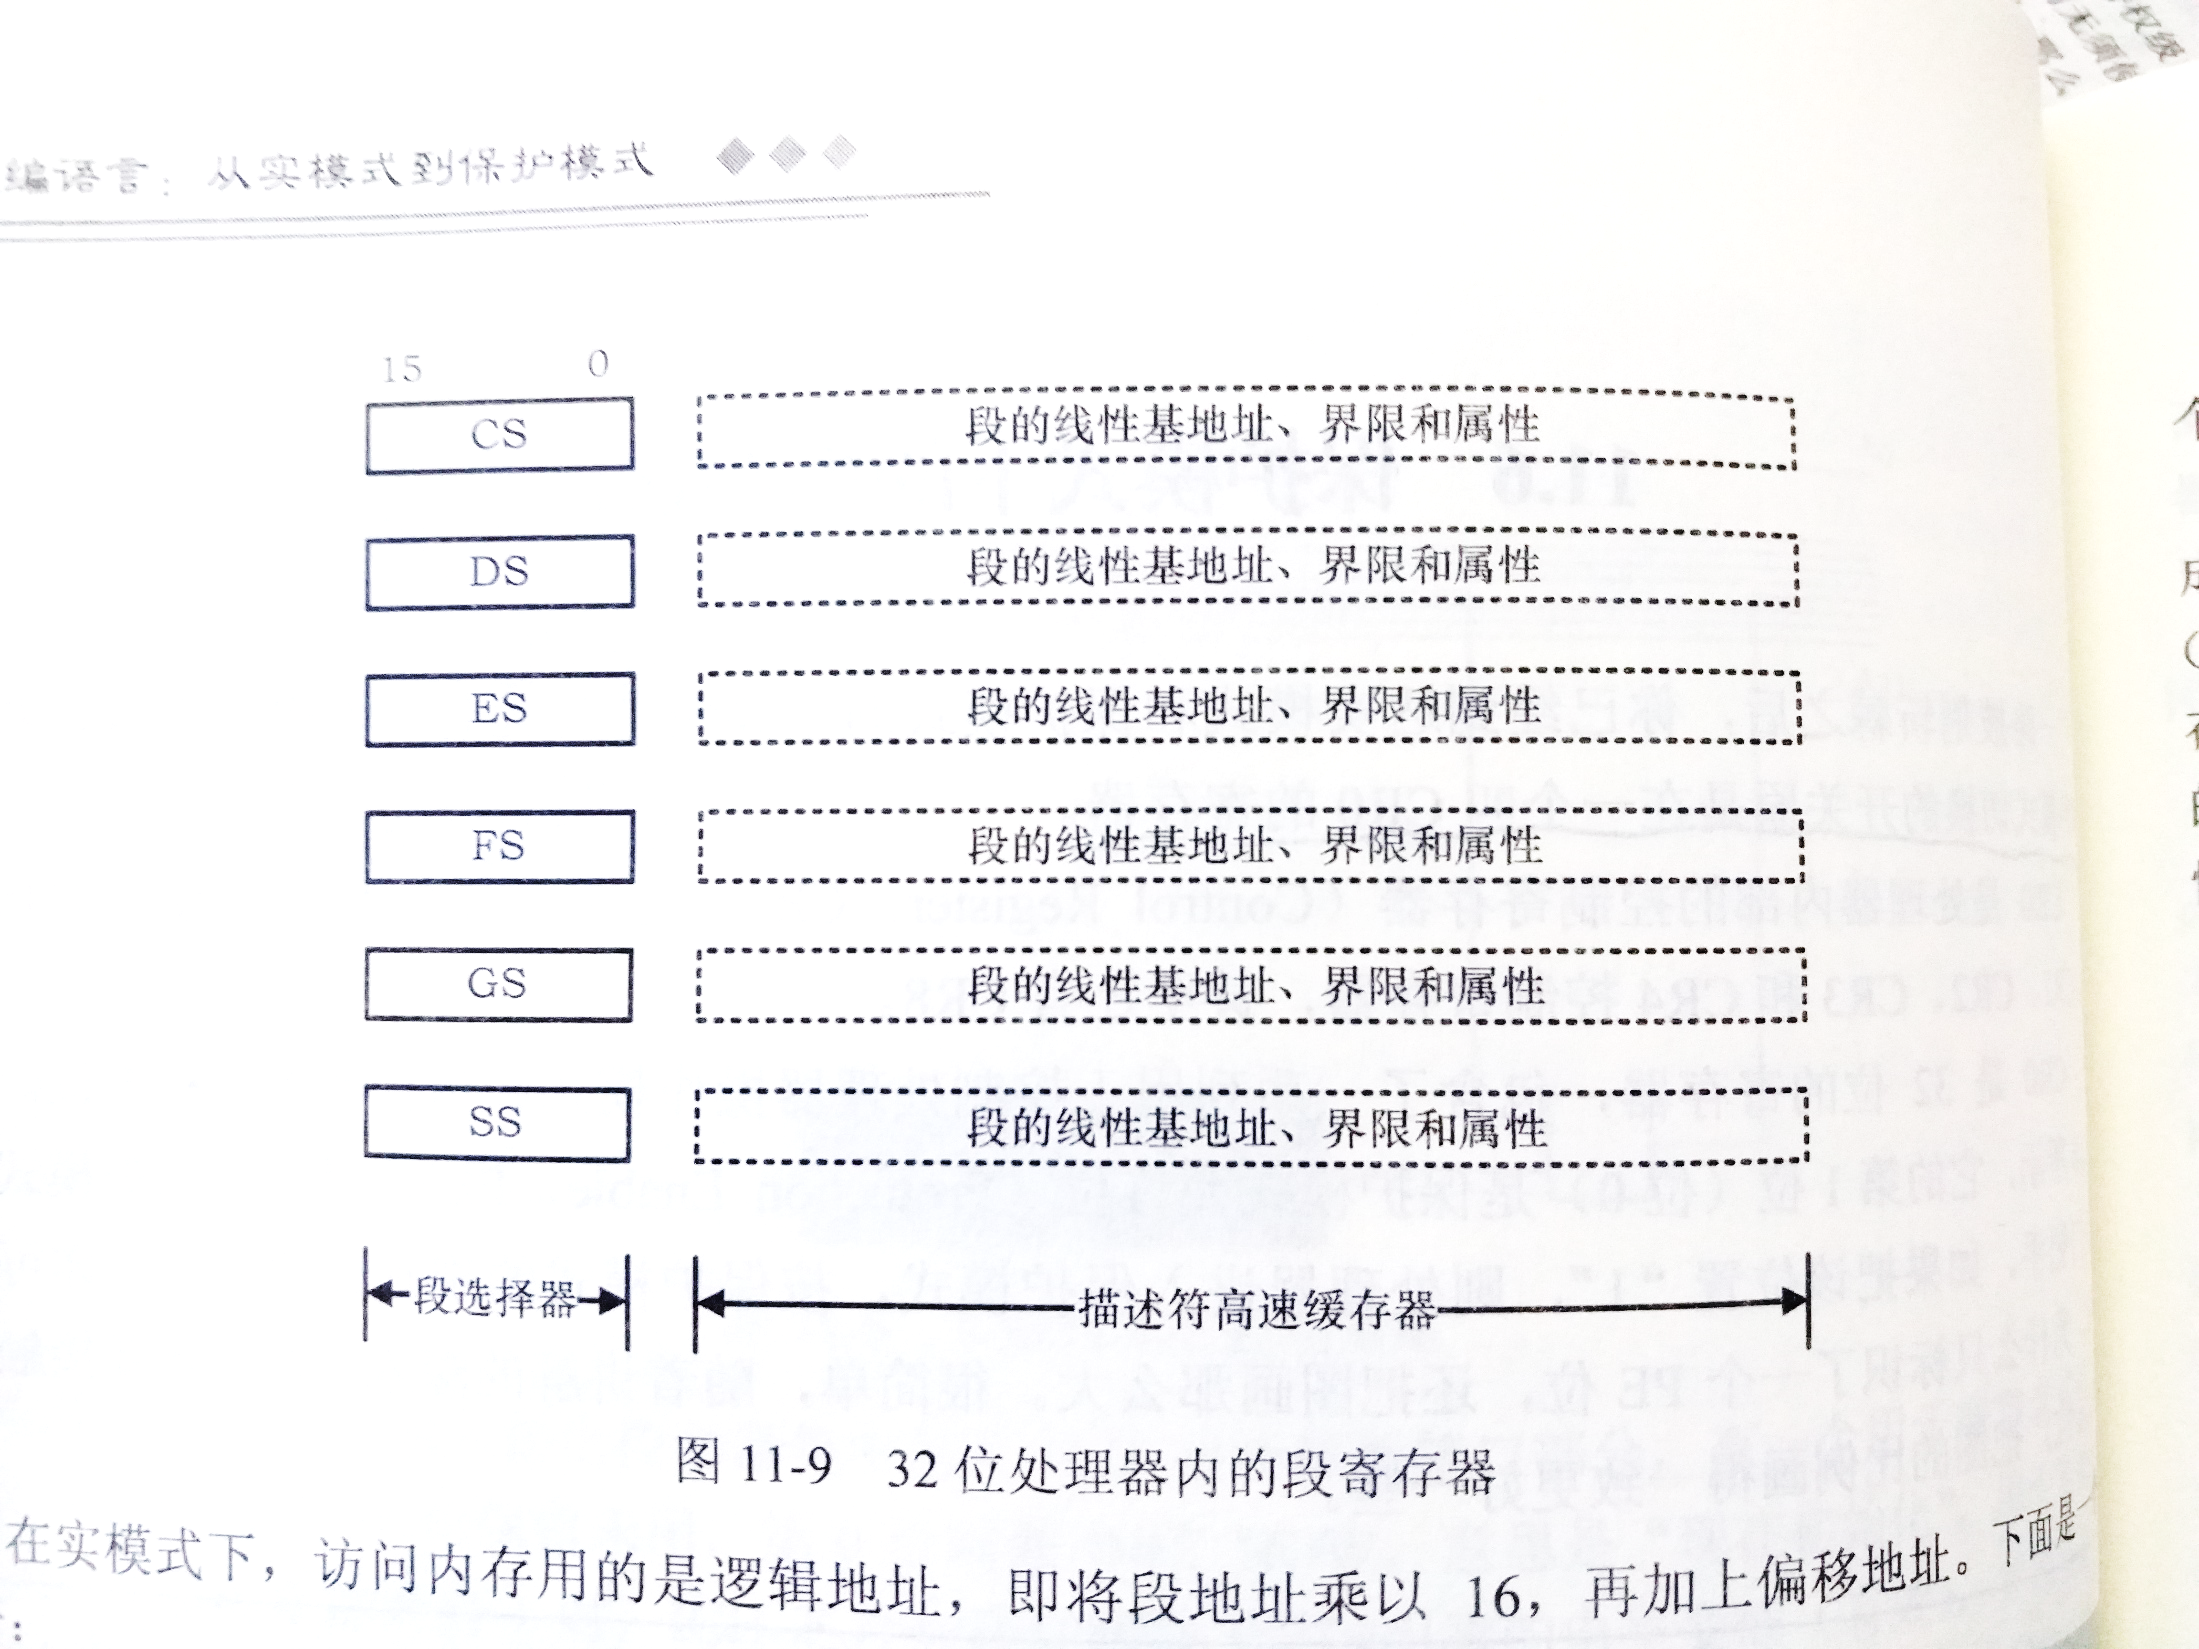 编语言：从实模式到保护模式
15 0
CS 段的线性基地址、界限和属性
DS 段的线性基地址、界限和属性
ES 段的线性基地址、界限和属性
FS 段的线性基地址、界限和属性
GS 段的线性基地址、界限和属性
SS 段的线性基地址、界限和属性
段选择器 描述符高速缓存器
图 11-9 32 位处理器内的段寄存器
在实模式下，访问内存用的是逻辑地址，即将段地址乘以 16，再加上偏移地址。下面是一
：